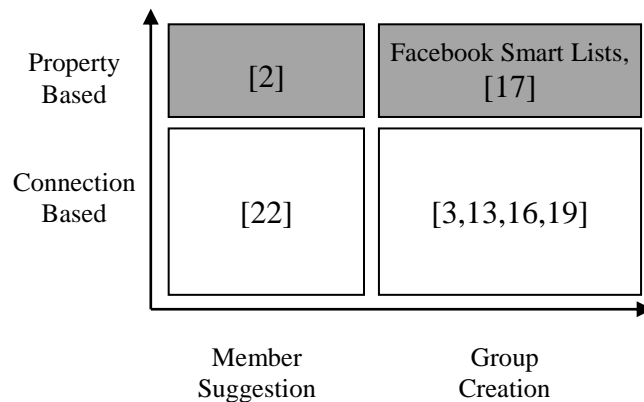 Property
Based
[2]
Facebook Smart Lists,
[17]
Connection
Based
[22]
[3,13,16,19]
Member
Suggestion
Group
Creation